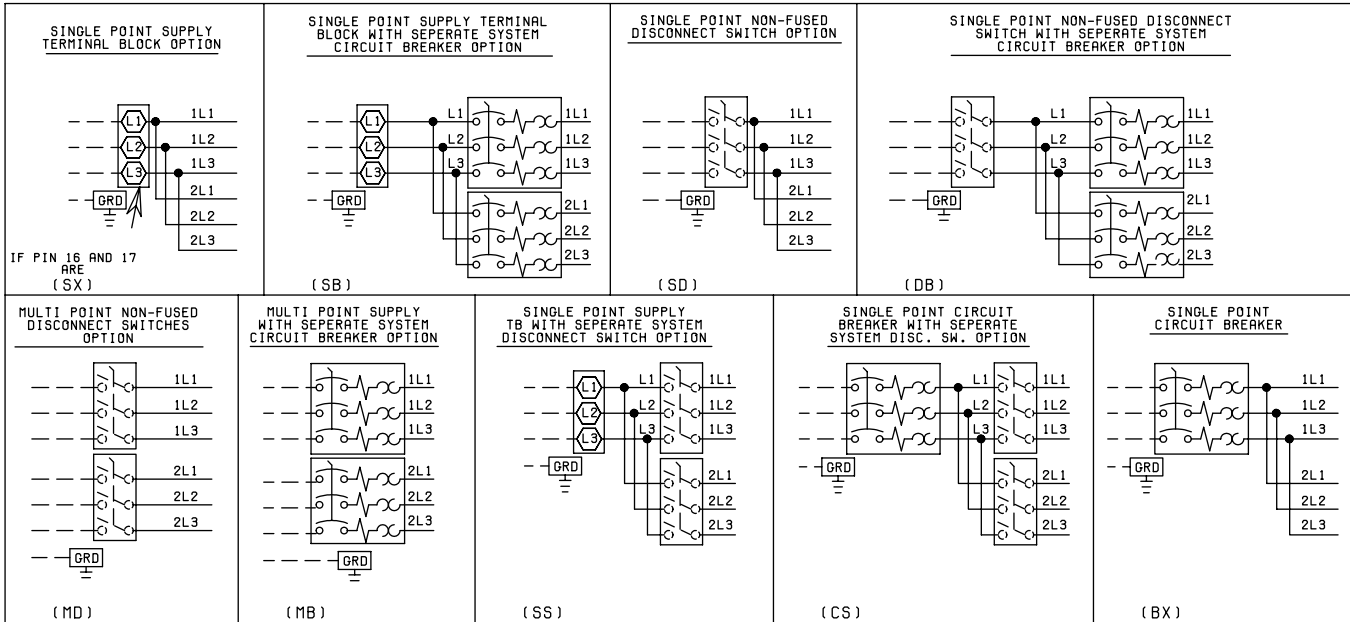 SINGLE POINT SUPPLY
TERMINAL BLOCK OPTION
L1
L2
L3
1L1
1L2
1L3
2L1
2L2
2L3
GRD
IF PIN 16 AND 17
ARE
(SX)
SINGLE POINT SUPPLY TERMINAL
BLOCK WITH SEPERATE SYSTEM
CIRCUIT BREAKER OPTION
L1
L2
L3
L1
L2
L3
1L1
1L2
1L3
GRD
2L1
2L2
2L3
(SB)
SINGLE POINT NON-FUSED
DISCONNECT SWITCH OPTION
1L1
1L2
1L3
GRD
2L1
2L2
2L3
(SD)
SINGLE POINT NON-FUSED DISCONNECT
SWITCH WITH SEPERATE SYSTEM
CIRCUIT BREAKER OPTION
L1
L2
L3
1L1
1L2
1L3
GRD
2L1
2L2
2L3
(DB)
MULTI POINT NON-FUSED
DISCONNECT SWITCHES
OPTION
1L1
1L2
1L3
2L1
2L2
2L3
GRD
(MD)
MULTI POINT SUPPLY
WITH SEPERATE SYSTEM
CIRCUIT BREAKER OPTION
1L1
1L2
1L3
2L1
2L2
2L3
GRD
(MB)
SINGLE POINT SUPPLY
TB WITH SEPERATE SYSTEM
DISCONNECT SWITCH OPTION
L1
L2
L3
L1
L2
L3
1L1
1L2
1L3
GRD
2L1
2L2
2L3
(SS)
SINGLE POINT CIRCUIT
BREAKER WITH SEPERATE
SYSTEM DISC. SW. OPTION
L1
L2
L3
1L1
1L2
1L3
GRD
2L1
2L2
2L3
(CS)
SINGLE POINT
CIRCUIT BREAKER
1L1
1L2
1L3
GRD
2L1
2L2
2L3
(BX)